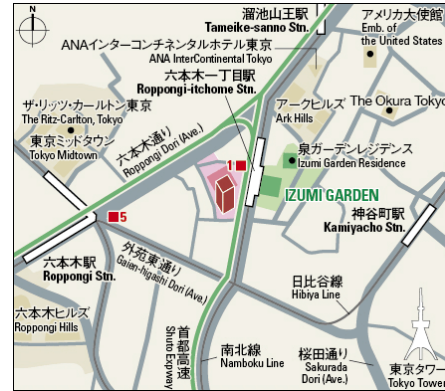 N
溜池山王駅
Tameike-sanno Stn.
アメリカ大使館
Emb. of
the United States
ANAインターコンチネンタルホテル東京
ANA InterContinental Tokyo
六本木一丁目駅
Roppongi-itchome Stn.
ザ・リッツ・カールトン東京
The Ritz-Carlton, Tokyo
アークヒルズ
Ark Hills
The Okura Tokyo
東京ミッドタウン
Tokyo Midtown
六本木通り
Roppongi Dori (Ave.)
泉ガーデンレジデンス
Izumi Garden Residence
1
IZUMI GARDEN
神谷町駅
Kamiyacho Stn.
5
外苑東通り
Gaien-higashi Dori (Ave.)
六本木駅
Roppongi Stn.
日比谷線
Hibiya Line
六本木ヒルズ
Roppongi Hills
首都高速
Shuto Expway
南北線
Namboku Line
桜田通り
Sakurada
Dori (Ave.)
東京タワー
Tokyo Tower